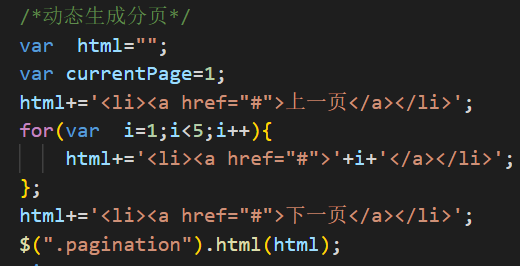 /*动态生成分页*/
var  html="";
var currentPage=1;
html+='<li><a href="#">上一页</a></li>';
for(var  i=1;i<5;i++){
    html+='<li><a href="#">'+i+'</a></li>';
};
html+='<li><a href="#">下一页</a></li>';
$(".pagination").html(html);